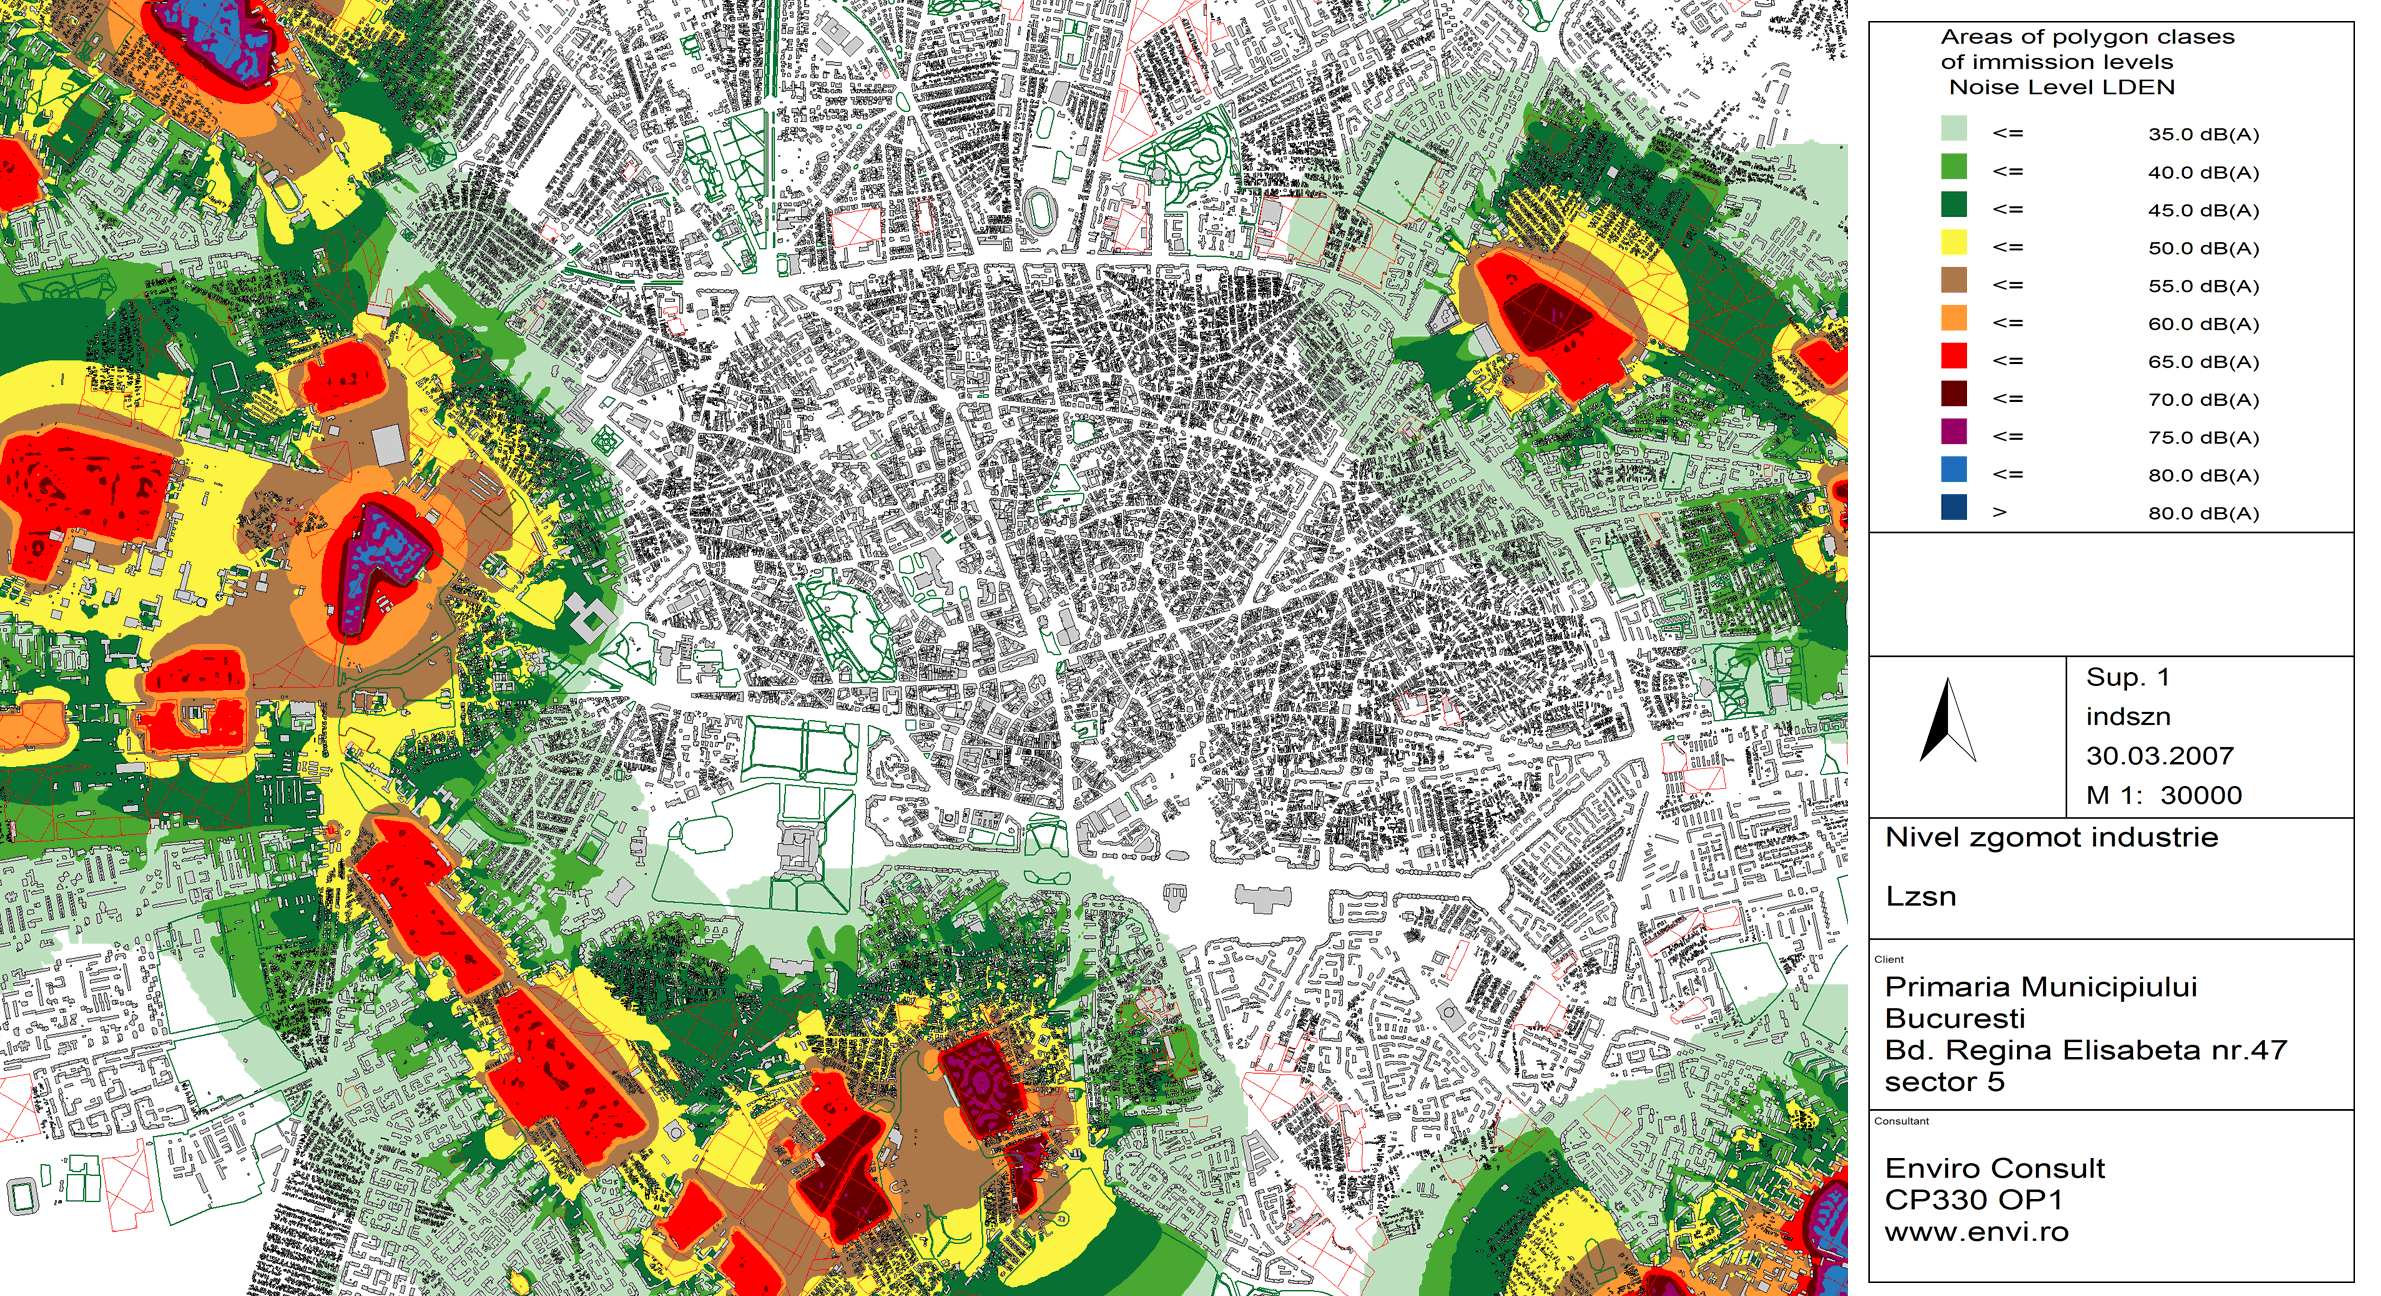 Areas of polygon clases
of immission levels
Noise Level LDEN
<= 35.0 dB(A)
<= 40.0 dB(A)
<= 45.0 dB(A)
<= 50.0 dB(A)
<= 55.0 dB(A)
<= 60.0 dB(A)
<= 65.0 dB(A)
<= 70.0 dB(A)
<= 75.0 dB(A)
<= 80.0 dB(A)
> 80.0 dB(A)
Sup. 1
indszn
30.03.2007
M 1: 30000
Nivel zgomot industrie
Lzsn
Client
Primaria Municipiului
Bucuresti
Bd. Regina Elisabeta nr.47
sector 5
Consultant
Enviro Consult
CP330 OP1
www.envi.ro